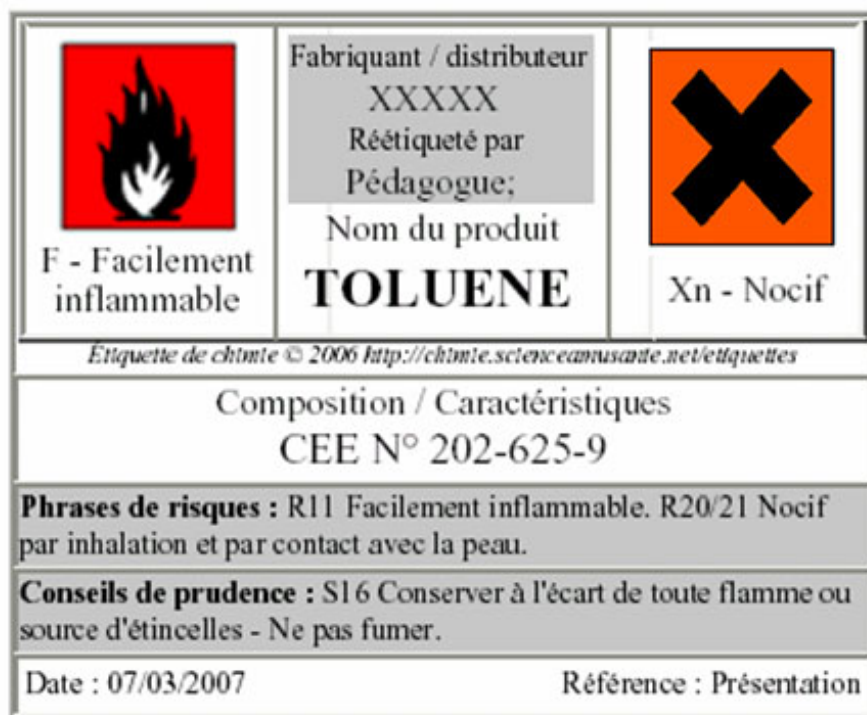 Fabriquant / distributeur
XXXXX
Réétiqueté par
Pédagogue;
Nom du produit
TOLUENE
F - Facilement
inflammable
Xn - Nocif
Étiquette de chimie © 2006 http://chimie.scienceamusante.net/etiquettes
Composition / Caractéristiques
CEE N° 202-625-9
Phrases de risques : R11 Facilement inflammable. R20/21 Nocif
par inhalation et par contact avec la peau.
Conseils de prudence : S16 Conserver à l'écart de toute flamme ou
source d'étincelles - Ne pas fumer.
Date : 07/03/2007
Référence : Présentation